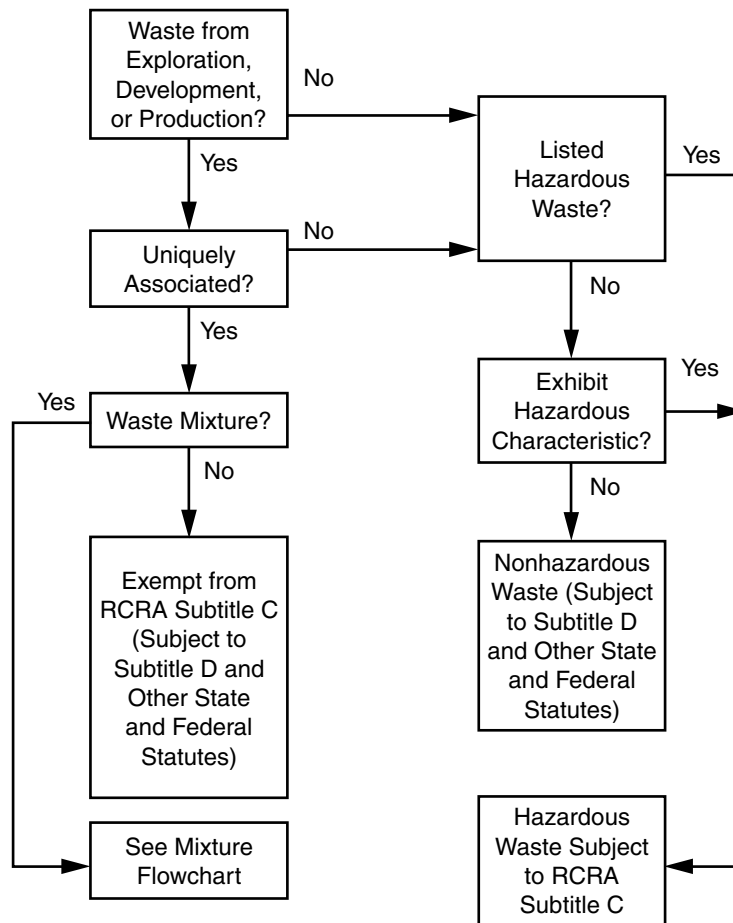 Waste from
Exploration,
Development,
or Production?
No
Yes
Listed
Hazardous
Waste?
Yes
Uniquely
Associated?
No
Yes
No
Yes
Waste Mixture?
No
Exhibit
Hazardous
Characteristic?
Yes
No
Exempt from
RCRA Subtitle C
(Subject to
Subtitle D and
Other State
and Federal
Statutes)
Nonhazardous
Waste (Subject
to Subtitle D
and Other State
and Federal
Statutes)
See Mixture
Flowchart
Hazardous
Waste Subject
to RCRA
Subtitle C